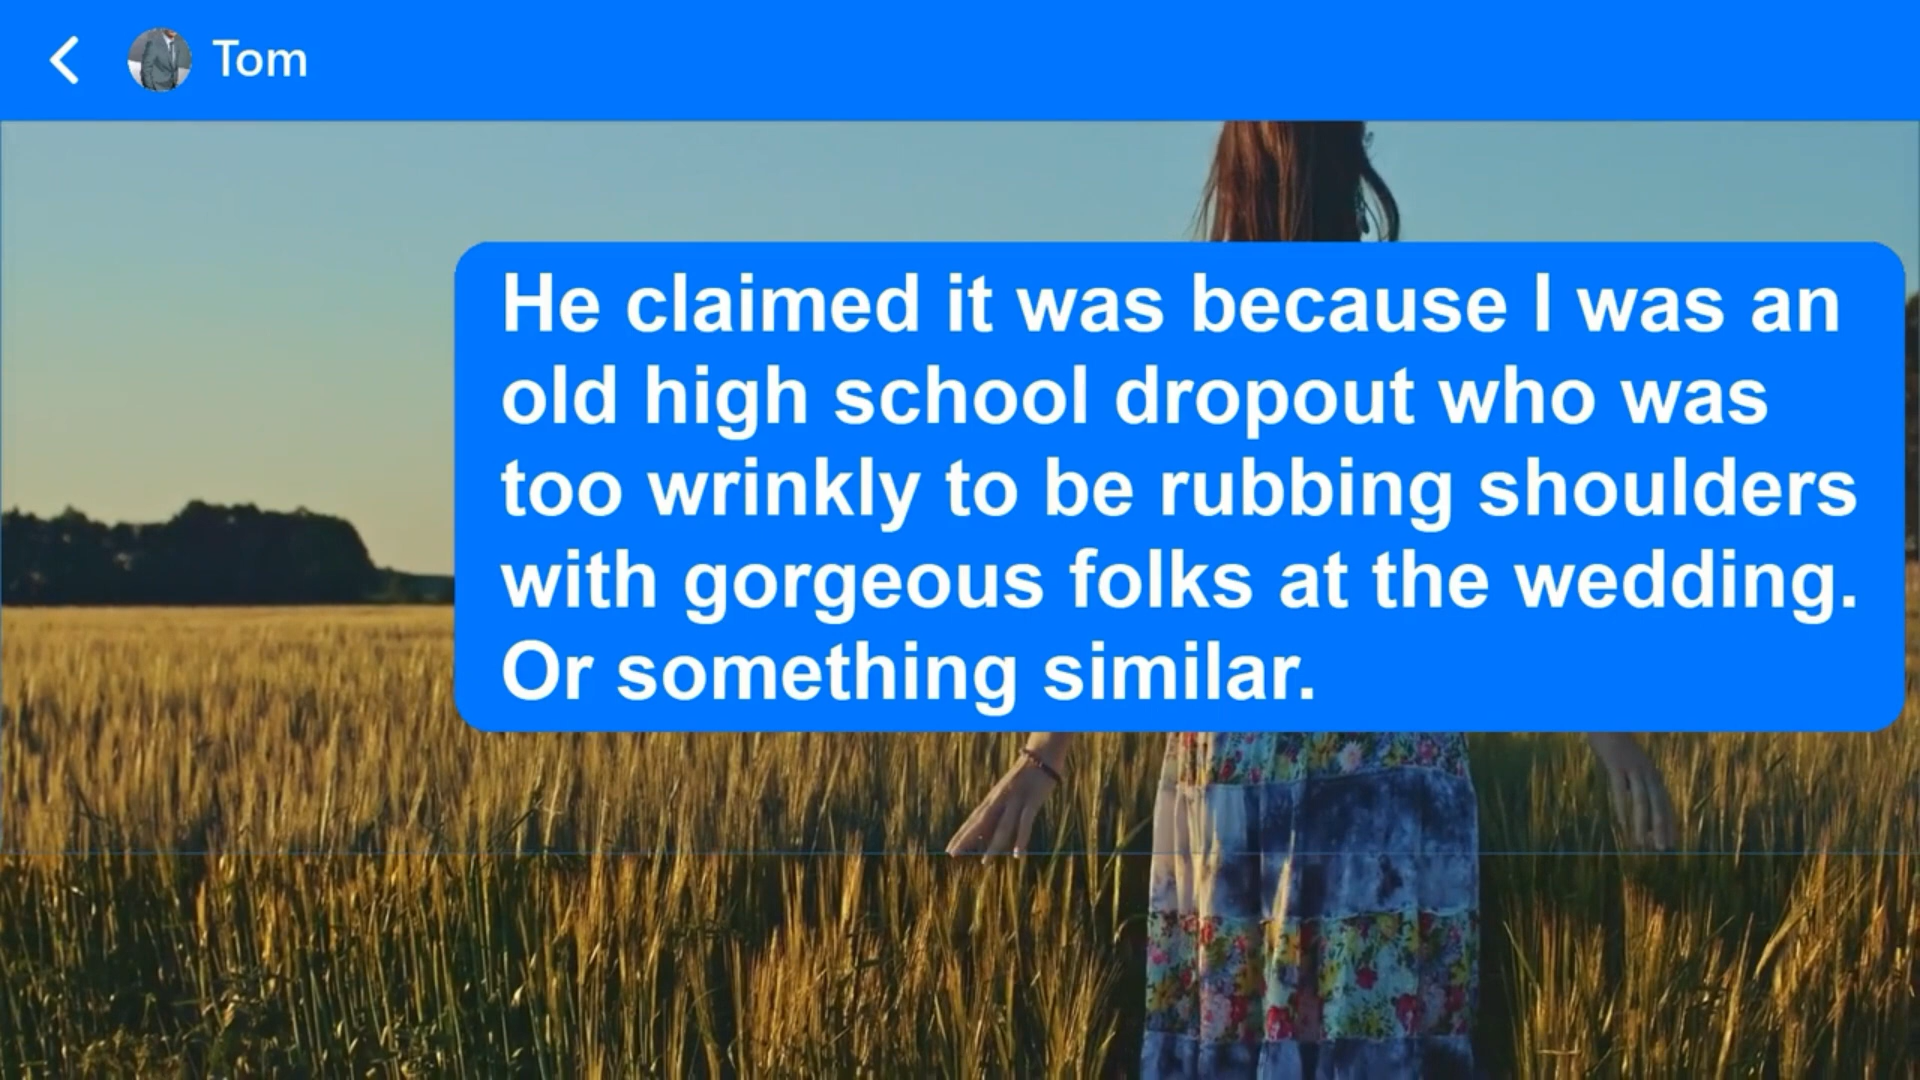 Tom
He claimed it was because I was an
old high school dropout who was
too wrinkly to be rubbing shoulders
with gorgeous folks at the wedding.
Or something similar.